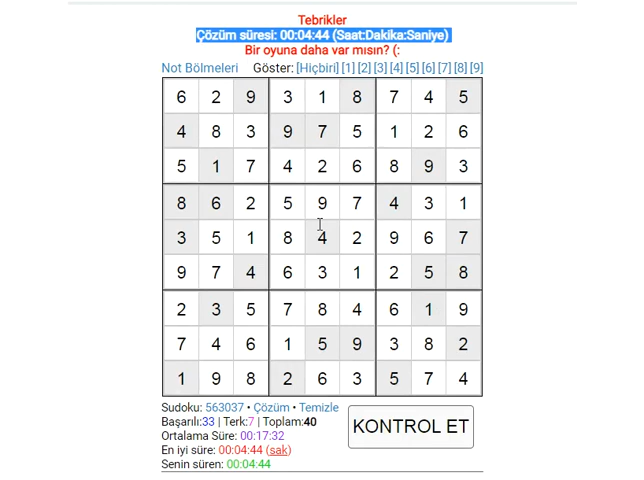 Tebrikler
Çözüm süresi: 00:04:44 (Saat:Dakika:Saniye)
Bir oyuna daha var mısın? (:
Not Bölmeleri Göster: [Hiçbiri] [1] [2] [3] [4] [5] [6] [7] [8] [9]
6 2 9 3 1 8 7 4 5
4 8 3 9 7 5 1 2 6
5 1 7 4 2 6 8 9 3
8 6 2 5 9 7 4 3 1
3 5 1 8 4 2 9 6 7
9 7 4 6 3 1 2 5 8
2 3 5 7 8 4 6 1 9
7 4 6 1 5 9 3 8 2
1 9 8 2 6 3 5 7 4
Sudoku: 563037 • Çözüm • Temizle
Başarılı:33 | Terk:7 | Toplam:40
Ortalama Süre: 00:17:32
En iyi süre: 00:04:44 (sak)
Senin süren: 00:04:44
KONTROL ET